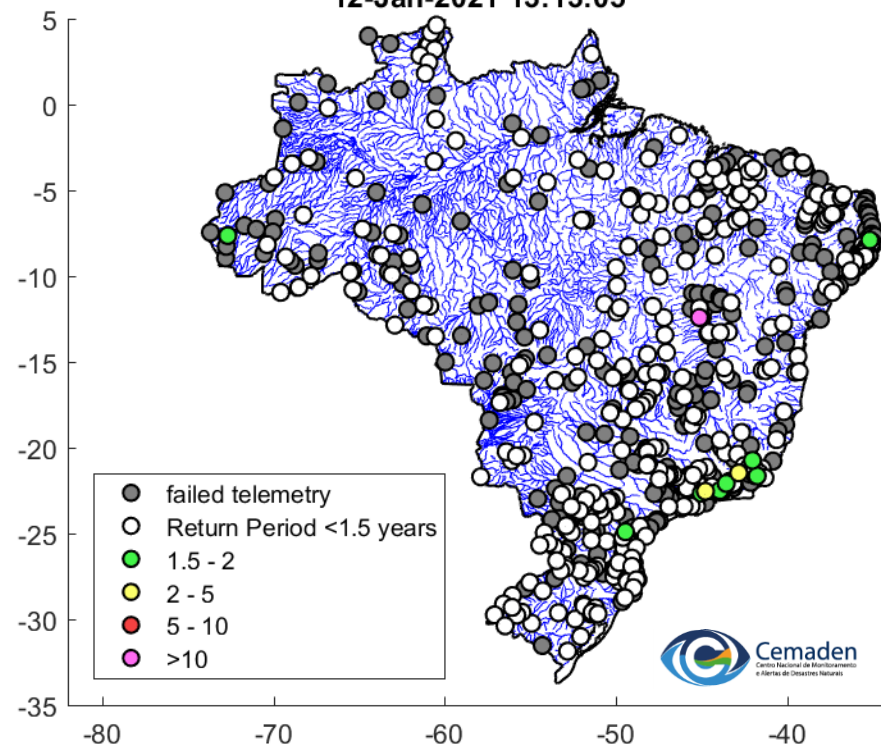 5
0
-5
-10
-15
-20
-25
-30
-35
failed telemetry
Return Period <1.5 years
1.5 - 2
2 - 5
5 - 10
>10
Cemaden
Centro Nacional de Monitoramento
e Alertas de Desastres Naturais
-80
-70
-60
-50
-40